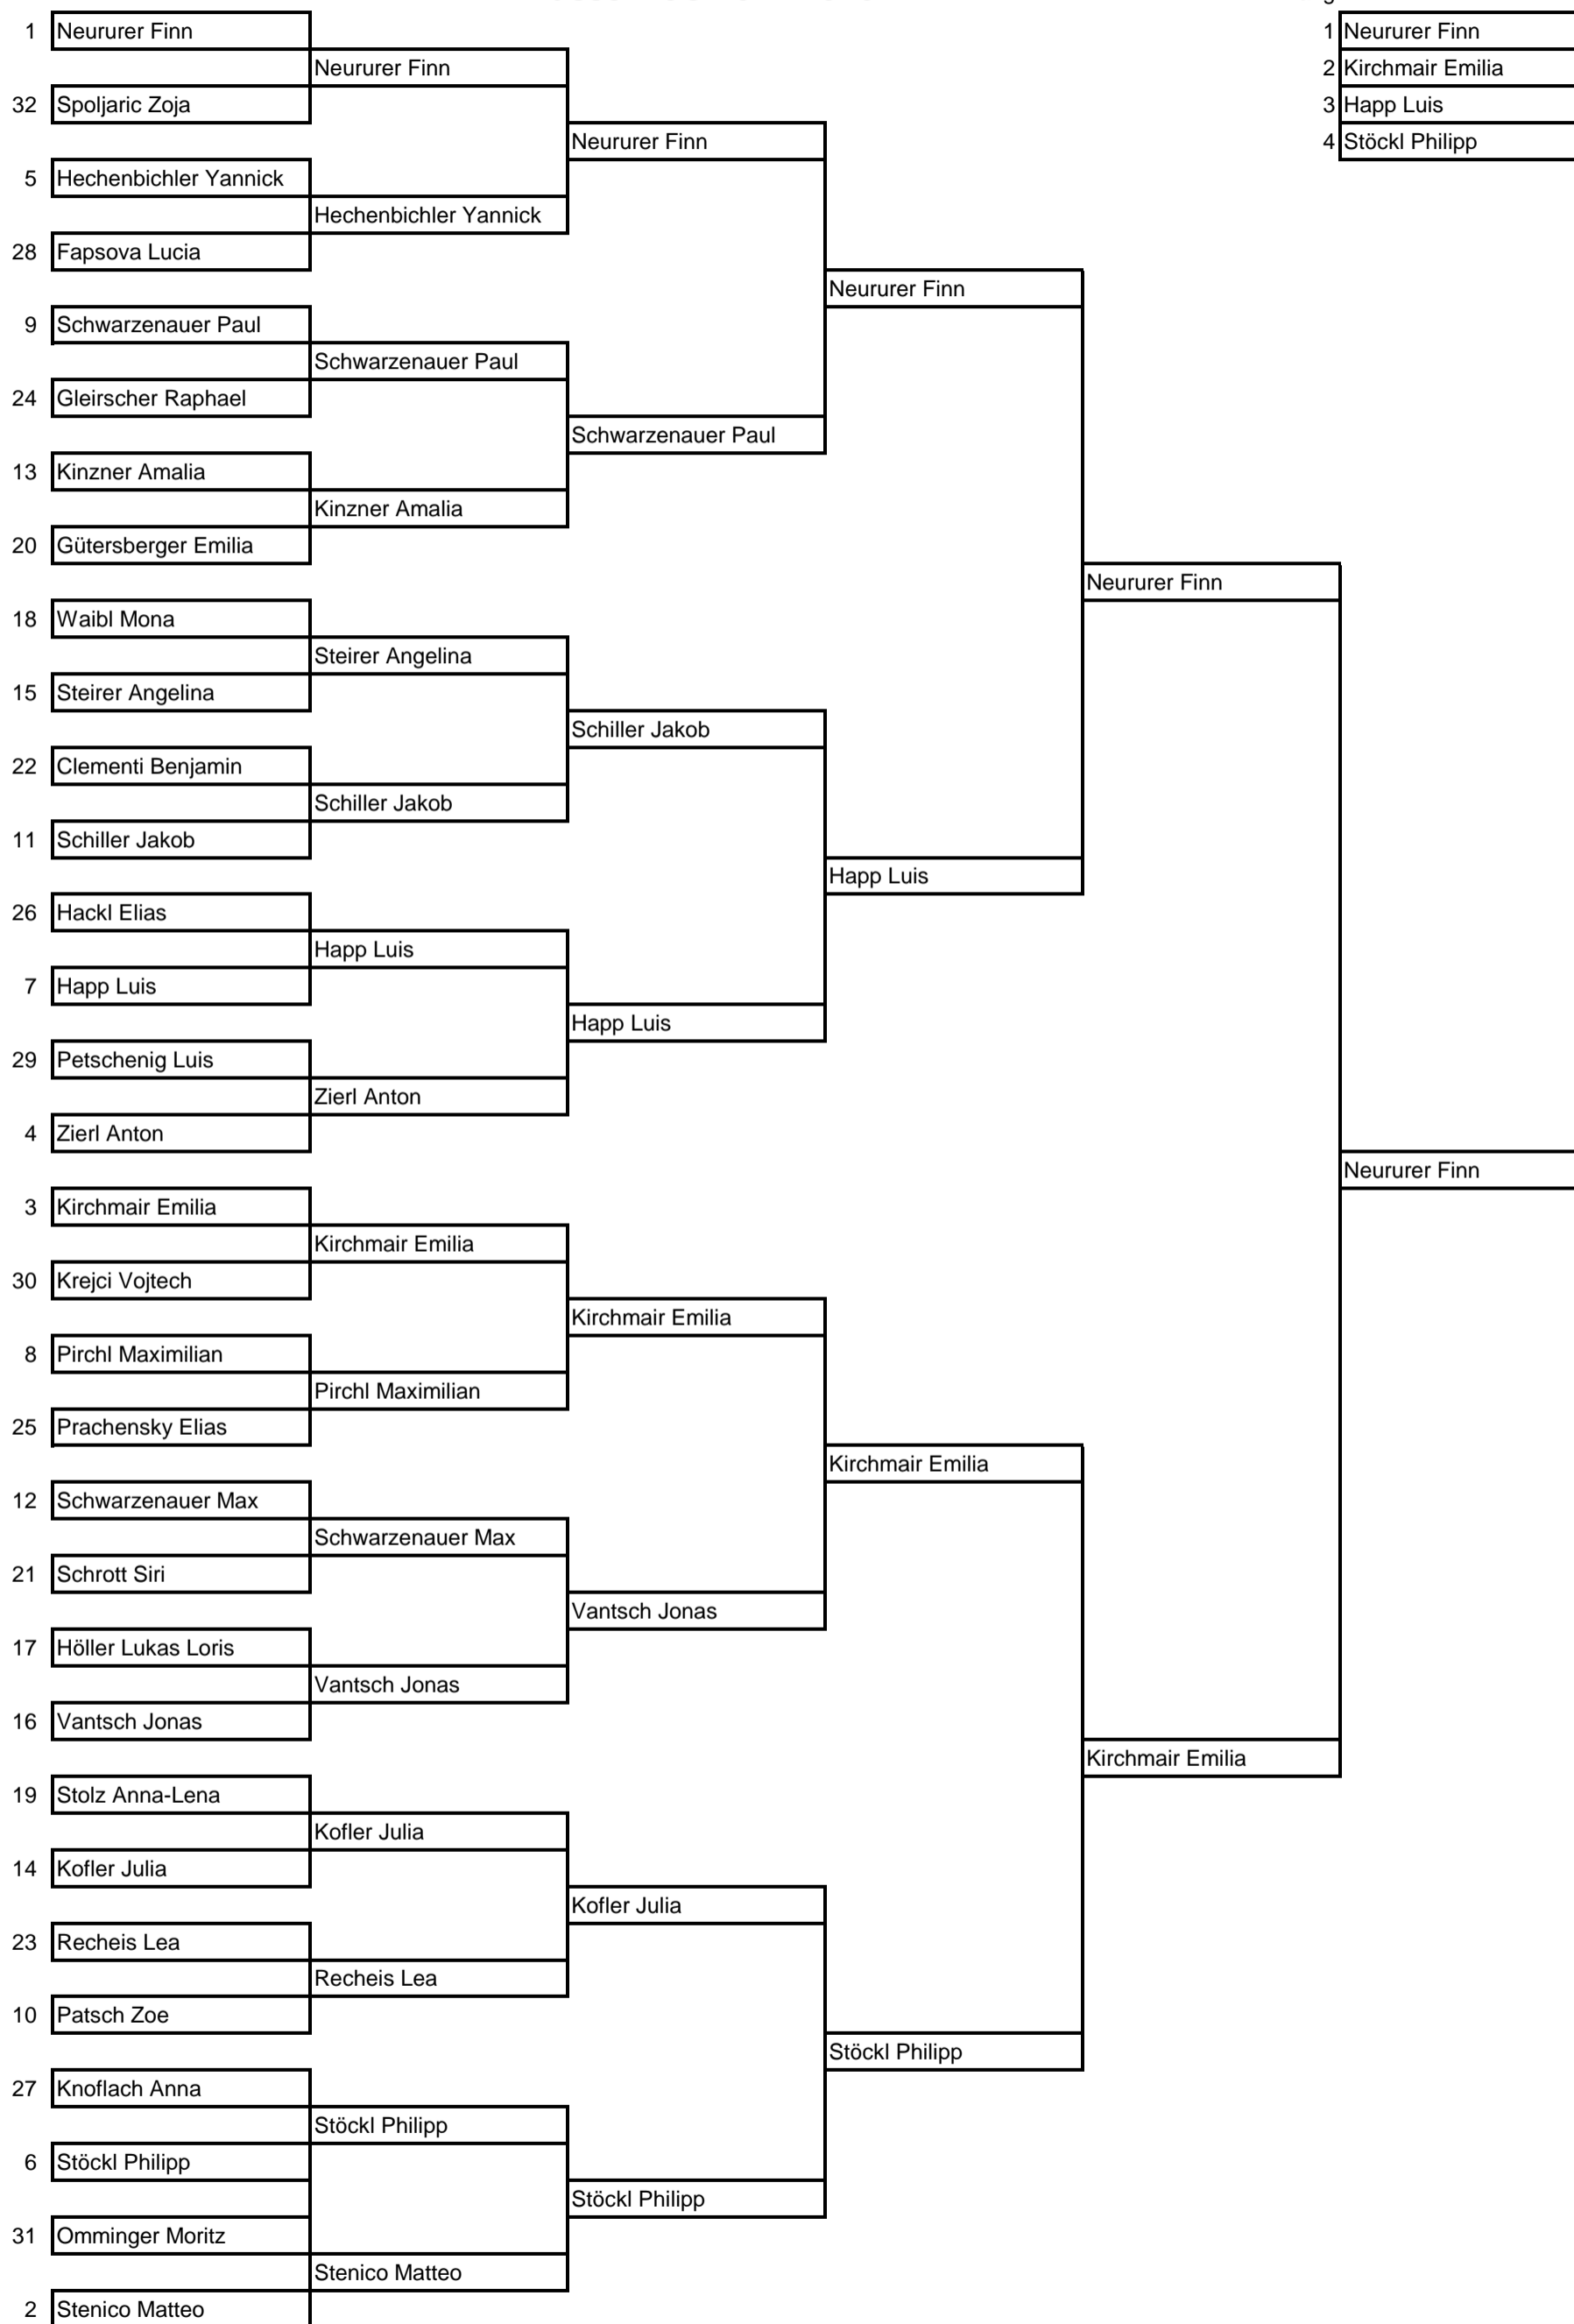 1 Neururer Finn
1 Neururer Finn
Neururer Finn
2 Kirchmair Emilia
32 Spoljaric Zoja
3 Happ Luis
Neururer Finn
4 Stöckl Philipp
5 Hechenbichler Yannick
Hechenbichler Yannick
28 Fapsova Lucia
Neururer Finn
9 Schwarzenauer Paul
Schwarzenauer Paul
24 Gleirscher Raphael
Schwarzenauer Paul
13 Kinzner Amalia
Kinzner Amalia
20 Gütersberger Emilia
Neururer Finn
18 Waibl Mona
Steirer Angelina
15 Steirer Angelina
Schiller Jakob
22 Clementi Benjamin
Schiller Jakob
11 Schiller Jakob
Happ Luis
26 Hackl Elias
Happ Luis
7 Happ Luis
Happ Luis
29 Petschenig Luis
Zierl Anton
4 Zierl Anton
Neururer Finn
3 Kirchmair Emilia
Kirchmair Emilia
30 Krejci Vojtech
Kirchmair Emilia
8 Pirchl Maximilian
Pirchl Maximilian
25 Prachensky Elias
Kirchmair Emilia
12 Schwarzenauer Max
Schwarzenauer Max
21 Schrott Siri
Vantsch Jonas
17 Höller Lukas Loris
Vantsch Jonas
16 Vantsch Jonas
Kirchmair Emilia
19 Stolz Anna-Lena
Kofler Julia
14 Kofler Julia
Kofler Julia
23 Recheis Lea
Recheis Lea
10 Patsch Zoe
Stöckl Philipp
27 Knoflach Anna
Stöckl Philipp
6 Stöckl Philipp
Stöckl Philipp
31 Omminger Moritz
Stenico Matteo
2 Stenico Matteo